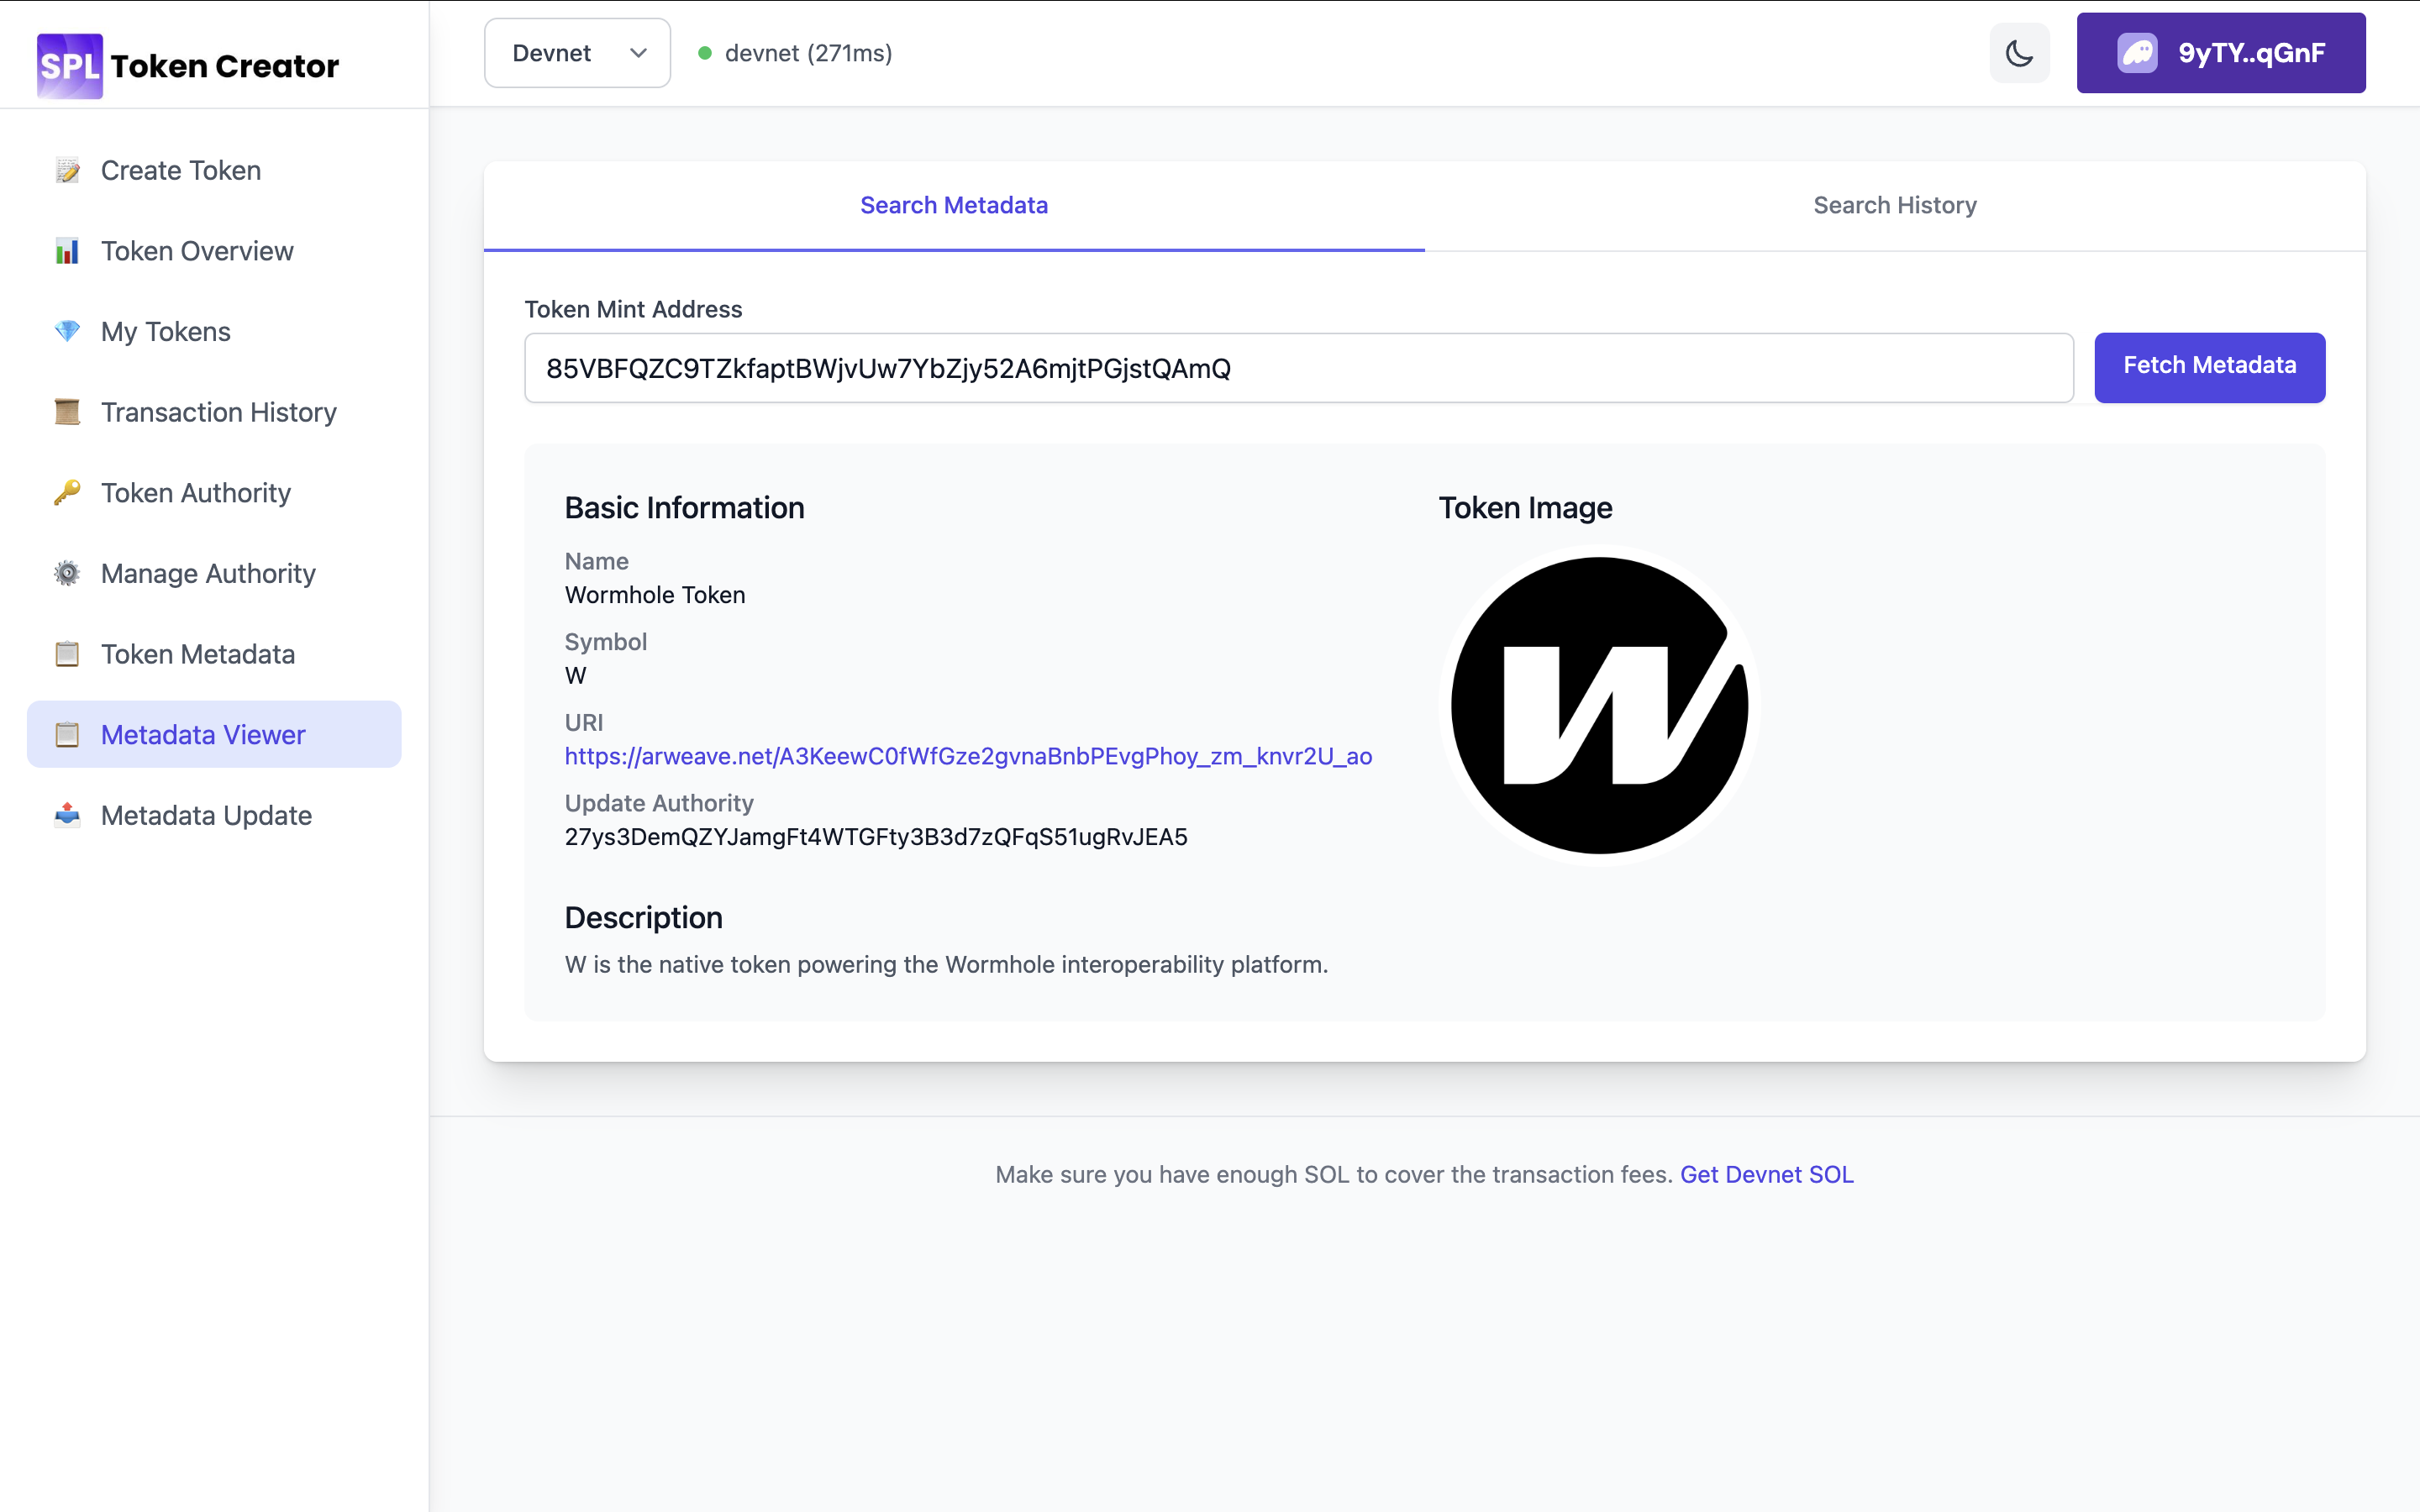 SPL Token Creator
Devnet
devnet (271ms)
9yTY..qGnF
Create Token
Token Overview
My Tokens
Transaction History
Token Authority
Manage Authority
Token Metadata
Metadata Viewer
Metadata Update
Search Metadata
Search History
Token Mint Address
85VBFQZC9TZkfaptBWjvUw7YbZjy52A6mjtPGjstQAmQ
Fetch Metadata
Basic Information
Name
Wormhole Token
Symbol
W
URI
https://arweave.net/A3KeewC0fWfGze2gvnaBnbPEvgPhoy_zm_knvr2U_ao
Update Authority
27ys3DemQZYJamgFt4WTGFty3B3d7zQFqS51ugRvJEA5
Token Image
W
Description
W is the native token powering the Wormhole interoperability platform.
Make sure you have enough SOL to cover the transaction fees. Get Devnet SOL